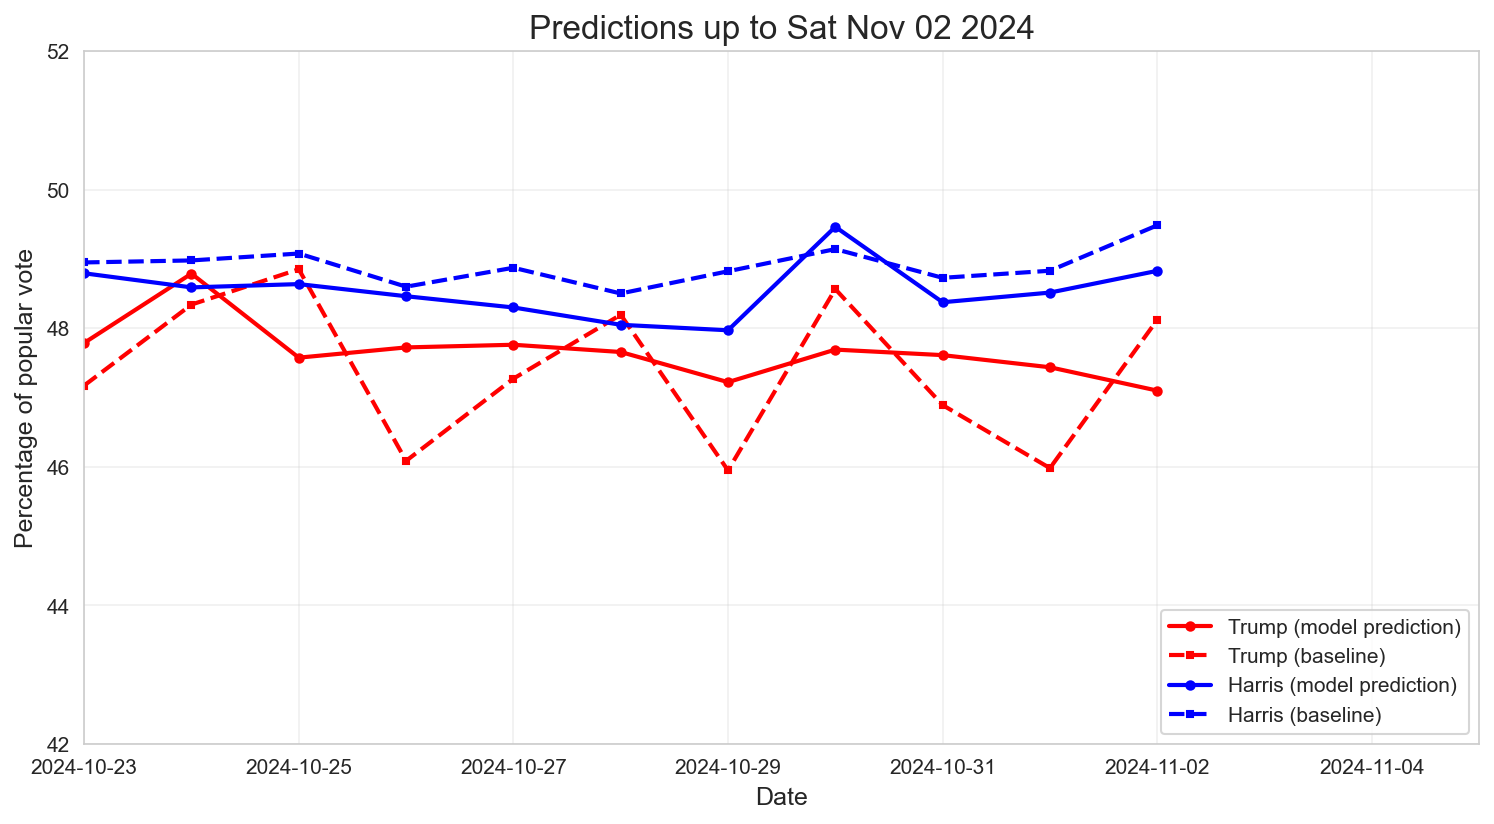 Predictions up to Sat Nov 02 2024
52
50
48
46
44
42
Percentage of popular vote
2024-10-23
2024-10-25
2024-10-27
2024-10-29
2024-10-31
2024-11-02
2024-11-04
Date
Trump (model prediction)
Trump (baseline)
Harris (model prediction)
Harris (baseline)